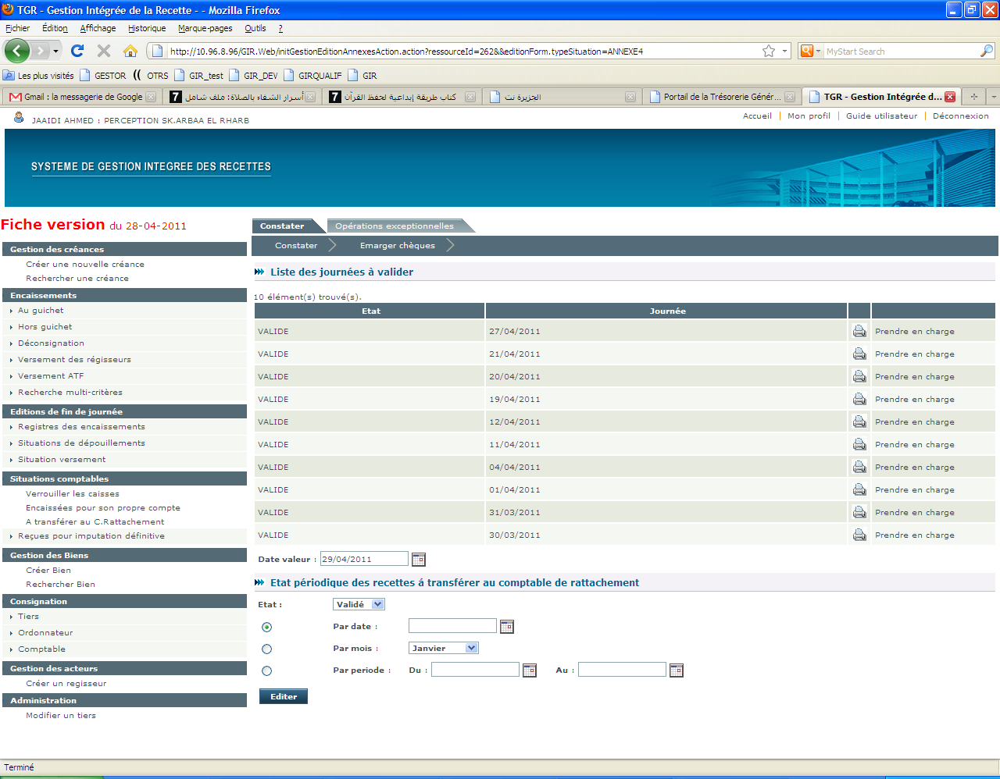 TGR - Gestion Intégrée de la Recette - - Mozilla Firefox
Fichier Édition Affichage Historique Marque-pages Outils ?
http://10.96.8.96/GIR.Web/initGestionEditionAnnexesAction.action?ressourceId=262&&editionForm.typeSituation=ANNEXE4
MyStart Search
Les plus visités GESTOR OTRS GIR_test GIR_DEV GIRQUALIF GIR
Gmail : la messagerie de Google
أسرار الشفاء بالصلاة: ملف شامل
كتاب طريقة إبداعية لحفظ القرآن
الجزيرة نت
Portail de la Trésorerie Génér...
TGR - Gestion Intégrée d...
JAAIDI AHMED : PERCEPTION SK.ARBAA EL RHARB
Accueil | Mon profil | Guide utilisateur | Déconnexion
SYSTEME DE GESTION INTEGREE DES RECETTES
Fiche version du 28-04-2011
Gestion des créances
Créer une nouvelle créance
Rechercher une créance
Encaissements
Au guichet
Hors guichet
Déconsignation
Versement des régisseurs
Versement ATF
Recherche multi-critères
Editions de fin de journée
Registres des encaissements
Situations de dépouillements
Situation versement
Situations comptables
Verrouiller les caisses
Encaissées pour son propre compte
A transférer au C.Rattachement
Reçues pour imputation définitive
Gestion des Biens
Créer Bien
Rechercher Bien
Consignation
Tiers
Ordonnateur
Comptable
Gestion des acteurs
Créer un regisseur
Administration
Modifier un tiers
Constater Opérations exceptionnelles
Constater Emarger chèques
Liste des journées à valider
10 élément(s) trouvé(s).
Etat Journée
VALIDE 27/04/2011 Prendre en charge
VALIDE 21/04/2011 Prendre en charge
VALIDE 20/04/2011 Prendre en charge
VALIDE 19/04/2011 Prendre en charge
VALIDE 12/04/2011 Prendre en charge
VALIDE 11/04/2011 Prendre en charge
VALIDE 04/04/2011 Prendre en charge
VALIDE 01/04/2011 Prendre en charge
VALIDE 31/03/2011 Prendre en charge
VALIDE 30/03/2011 Prendre en charge
Date valeur : 29/04/2011
Etat périodique des recettes á transférer au comptable de rattachement
Etat : Validé
Par date :
Par mois : Janvier
Par periode : Du : Au :
Editer
Terminé